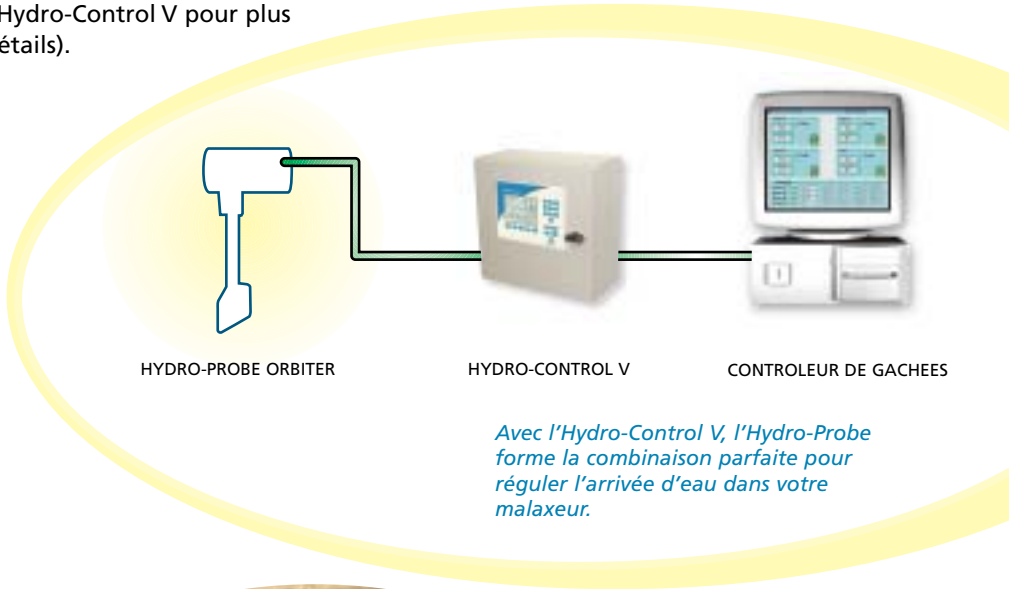 Hydro-Control V pour plus
étails).
HYDRO-PROBE ORBITER
HYDRO-CONTROL V
CONTROLEUR DE GACHEES
Avec l’Hydro-Control V, l’Hydro-Probe
forme la combinaison parfaite pour
réguler l’arrivée d’eau dans votre
malaxeur.